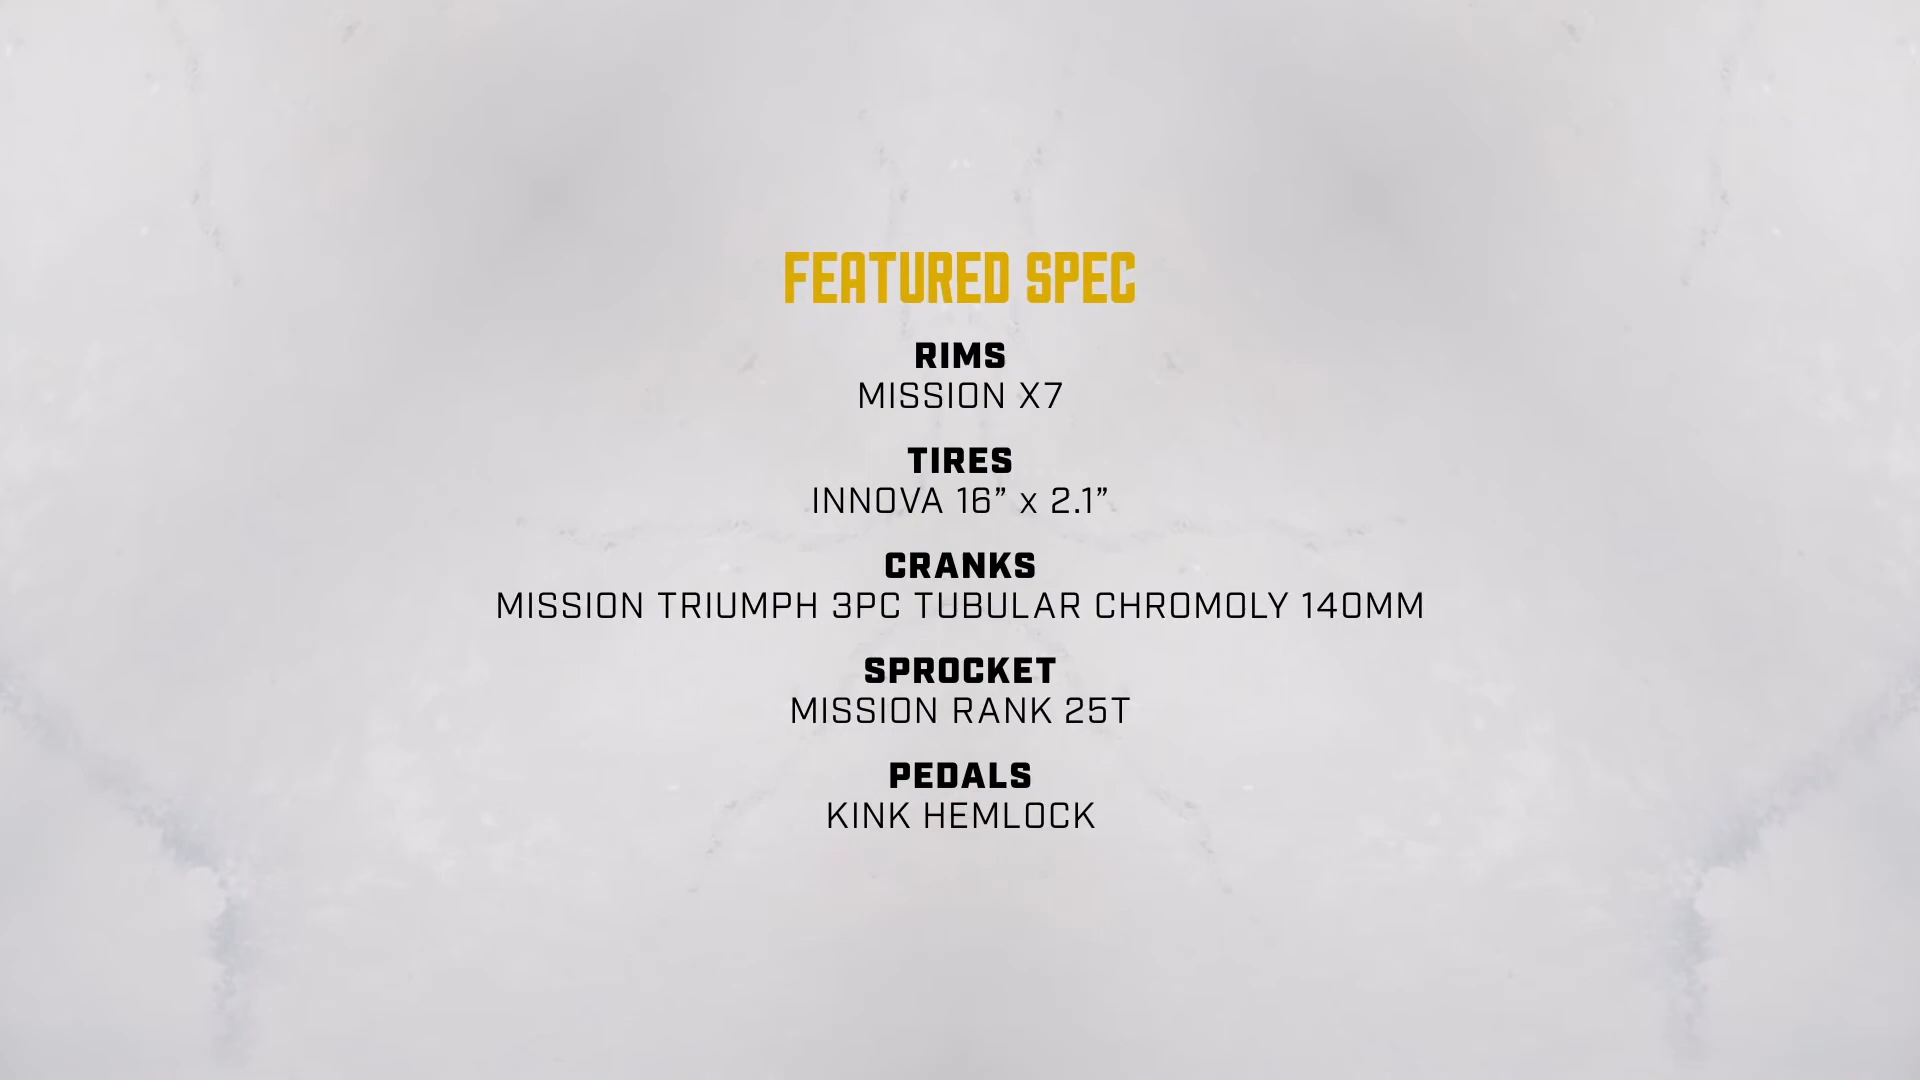 FEATURED SPEC
RIMS
MISSION X7
TIRES
INNOVA 16” x 2.1”
CRANKS
MISSION TRIUMPH 3PC TUBULAR CHROMOLY 140MM
SPROCKET
MISSION RANK 25T
PEDALS
KINK HEMLOCK